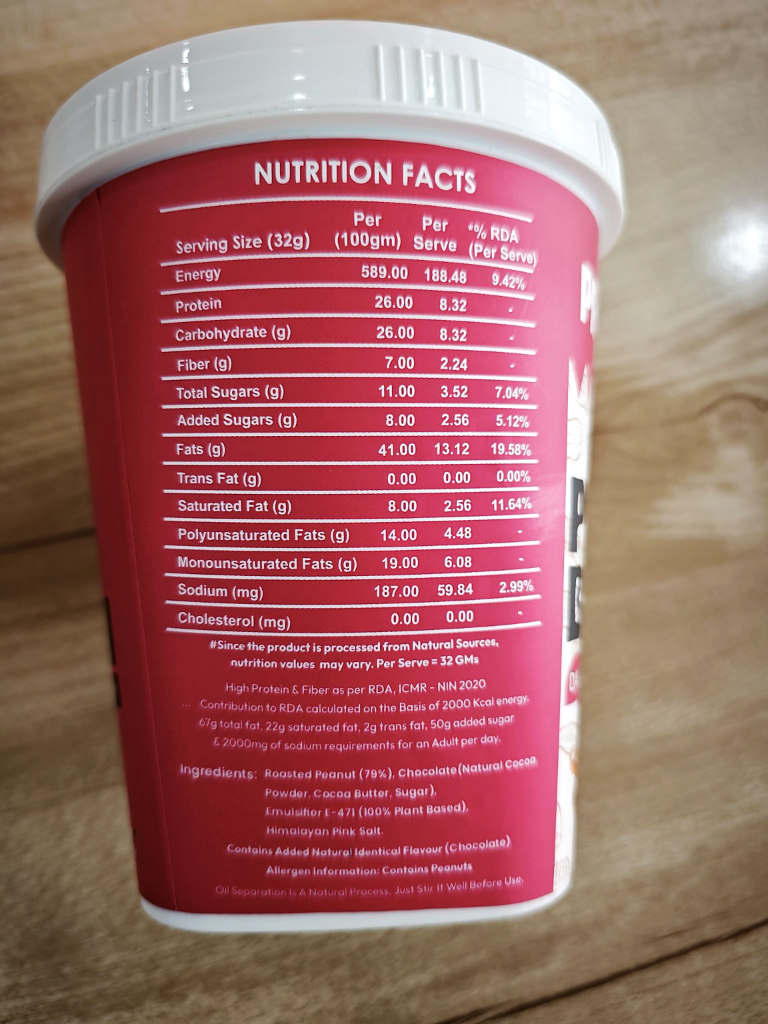 NUTRITION FACTS
Serving Size (32g) Per (100gm) Per Serve *% RDA (Per Serve)
Energy 589.00 188.48 9.42%
Protein 26.00 8.32 -
Carbohydrate (g) 26.00 8.32 -
Fiber (g) 7.00 2.24 -
Total Sugars (g) 11.00 3.52 7.04%
Added Sugars (g) 8.00 2.56 5.12%
Fats (g) 41.00 13.12 19.58%
Trans Fat (g) 0.00 0.00 0.00%
Saturated Fat (g) 8.00 2.56 11.64%
Polyunsaturated Fats (g) 14.00 4.48 -
Monounsaturated Fats (g) 19.00 6.08 -
Sodium (mg) 187.00 59.84 2.99%
Cholesterol (mg) 0.00 0.00 -
#Since the product is processed from Natural Sources,
nutrition values may vary. Per Serve = 32 GMs
High Protein & Fiber as per RDA, ICMR - NIN 2020
Contribution to RDA calculated on the Basis of 2000 Kcal energy.
67g total fat, 22g saturated fat, 2g trans fat, 50g added sugar
& 2000mg of sodium requirements for an Adult per day.
Ingredients: Roasted Peanut (79%), Chocolate (Natural Cocoa
Powder, Cocoa Butter, Sugar),
Emulsifier E-471 (100% Plant Based),
Himalayan Pink Salt.
Contains Added Natural Identical Flavour (Chocolate)
Allergen Information: Contains Peanuts
Oil Separation Is A Natural Process, Just Stir It Well Before Use.